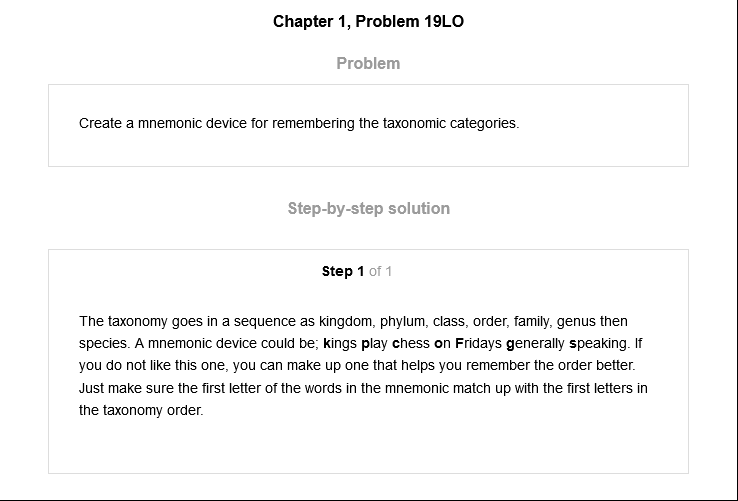 Chapter 1, Problem 19LO
Problem
Create a mnemonic device for remembering the taxonomic categories.
Step-by-step solution
Step 1 of 1
The taxonomy goes in a sequence as kingdom, phylum, class, order, family, genus then
species. A mnemonic device could be; kings play chess on Fridays generally speaking. If
you do not like this one, you can make up one that helps you remember the order better.
Just make sure the first letter of the words in the mnemonic match up with the first letters in
the taxonomy order.